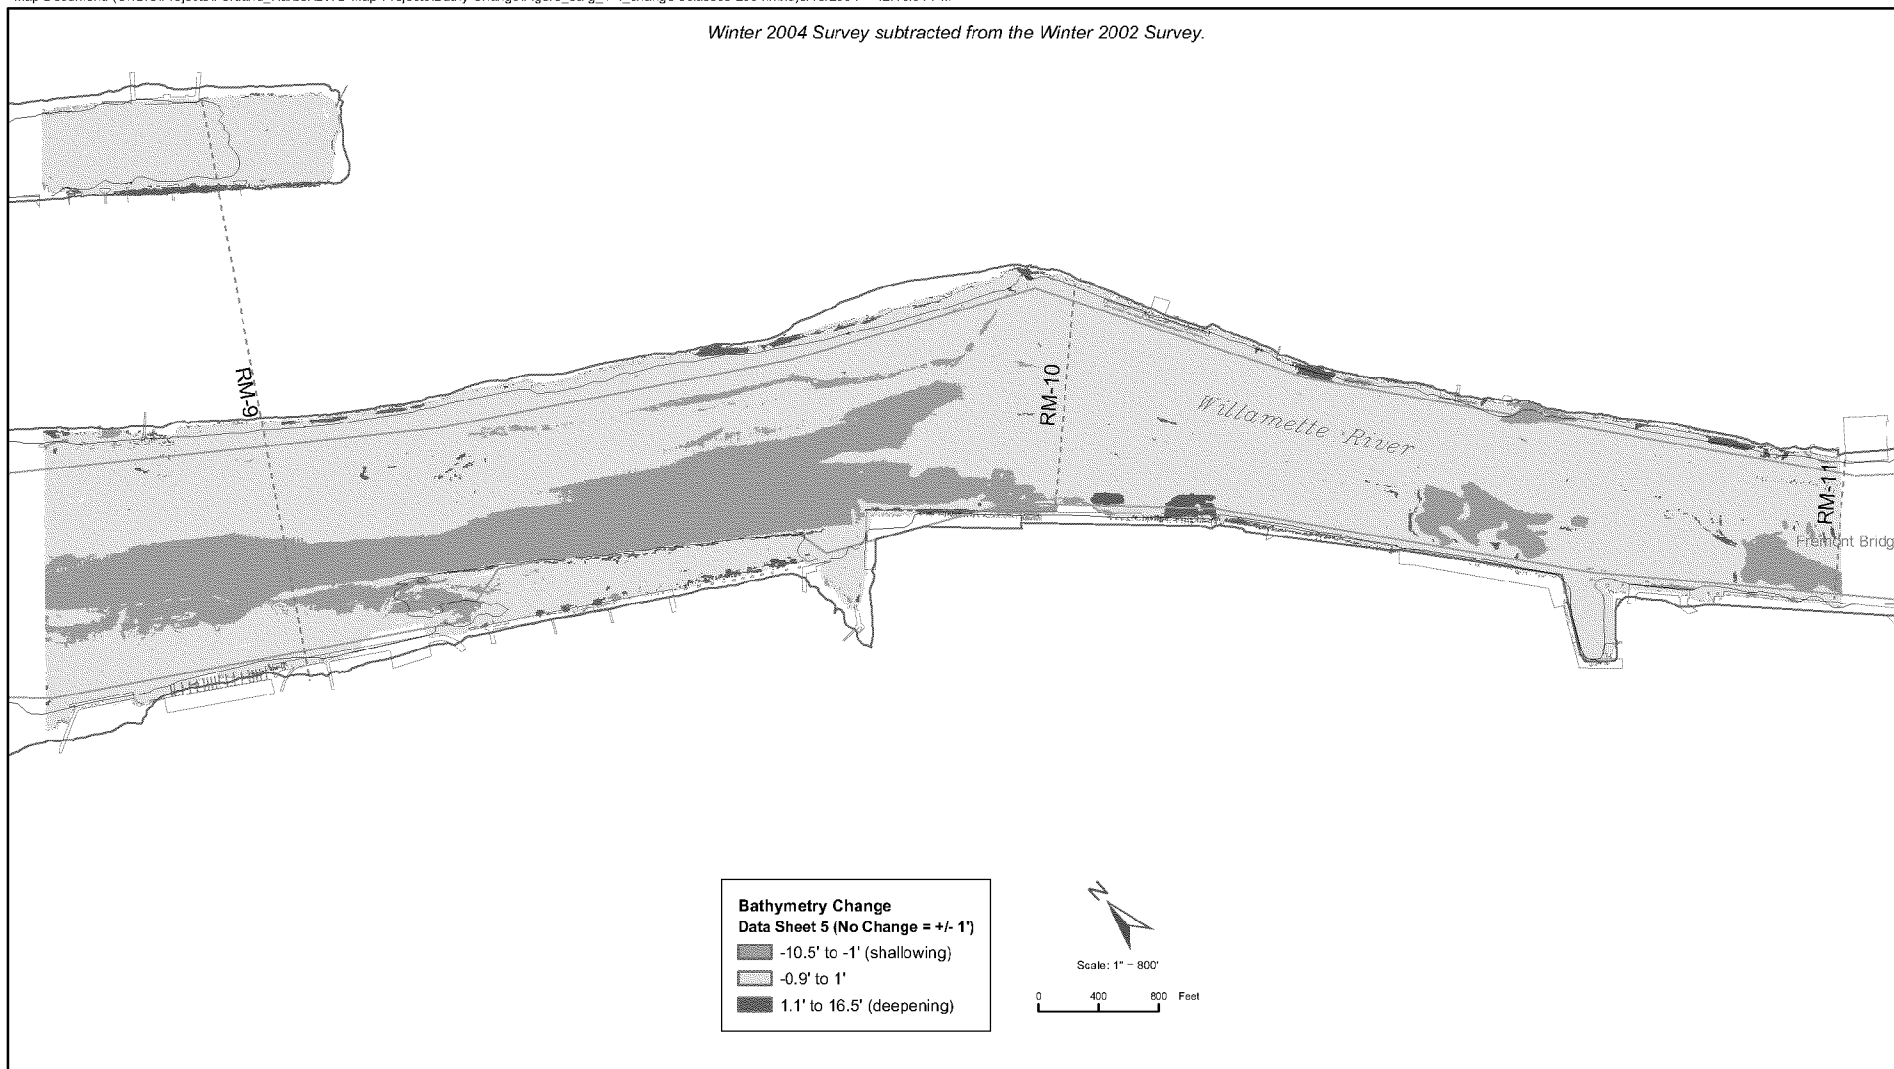 Winter 2004 Survey subtracted from the Winter 2002 Survey.
RM-9
RM-10
Willamette River
RM-11
Fremont Bridg
Bathymetry Change
Data Sheet 5 (No Change = +/- 1')
-10.5' to -1' (shallowing)
-0.9' to 1'
1.1' to 16.5' (deepening)
N
Scale: 1" = 800'
0 400 800 Feet